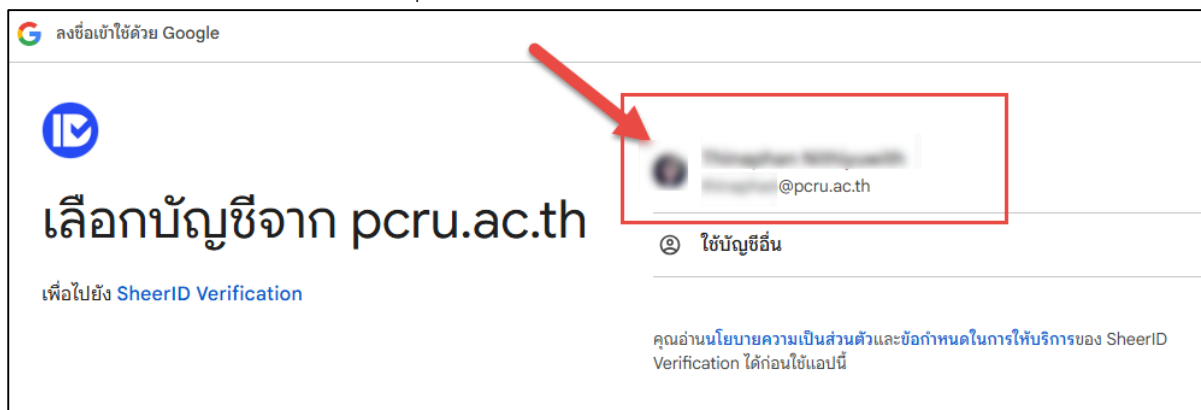 ลงชื่อเข้าใช้ด้วย Google
เลือกบัญชีจาก pcru.ac.th
เพื่อไปยัง SheerID Verification
@pcru.ac.th
ใช้บัญชีอื่น
คุณอ่านนโยบายความเป็นส่วนตัวและข้อกำหนดในการให้บริการของ SheerID
Verification ได้ก่อนใช้แอปนี้